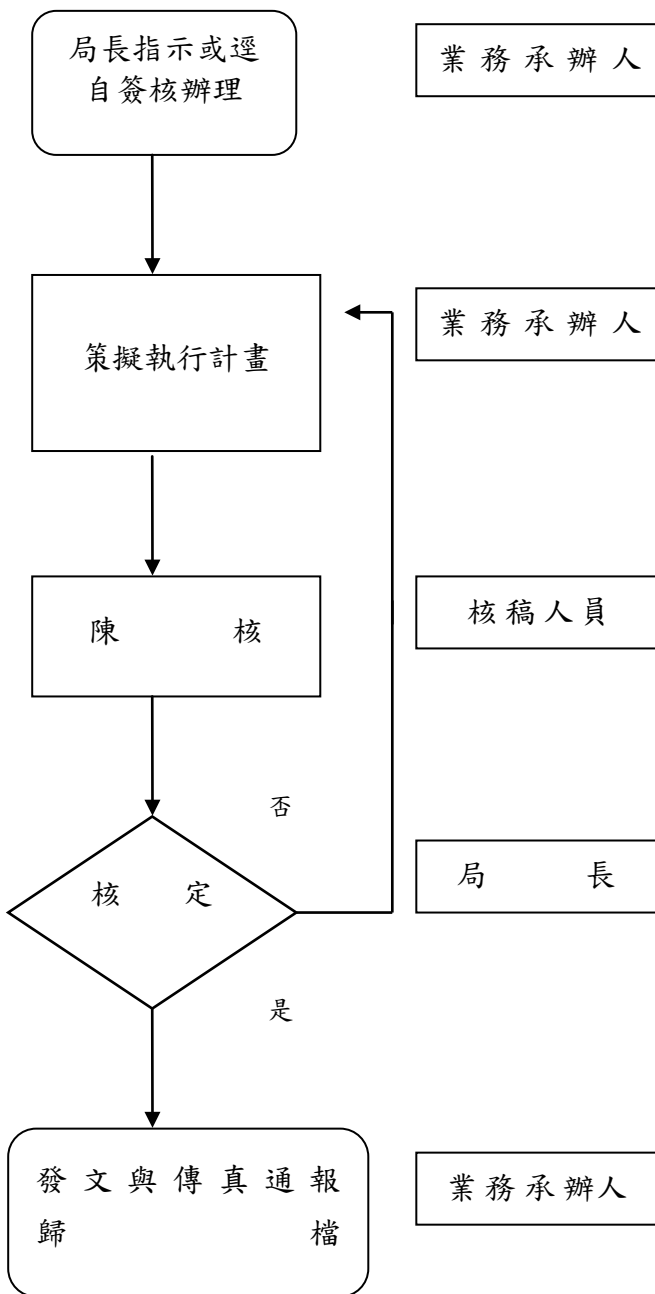 局長指示或逕
自簽核辦理
業務承辦人
策擬執行計畫
業務承辦人
陳核
核稿人員
否
核定
局長
是
發文與傳真通報
歸檔
業務承辦人